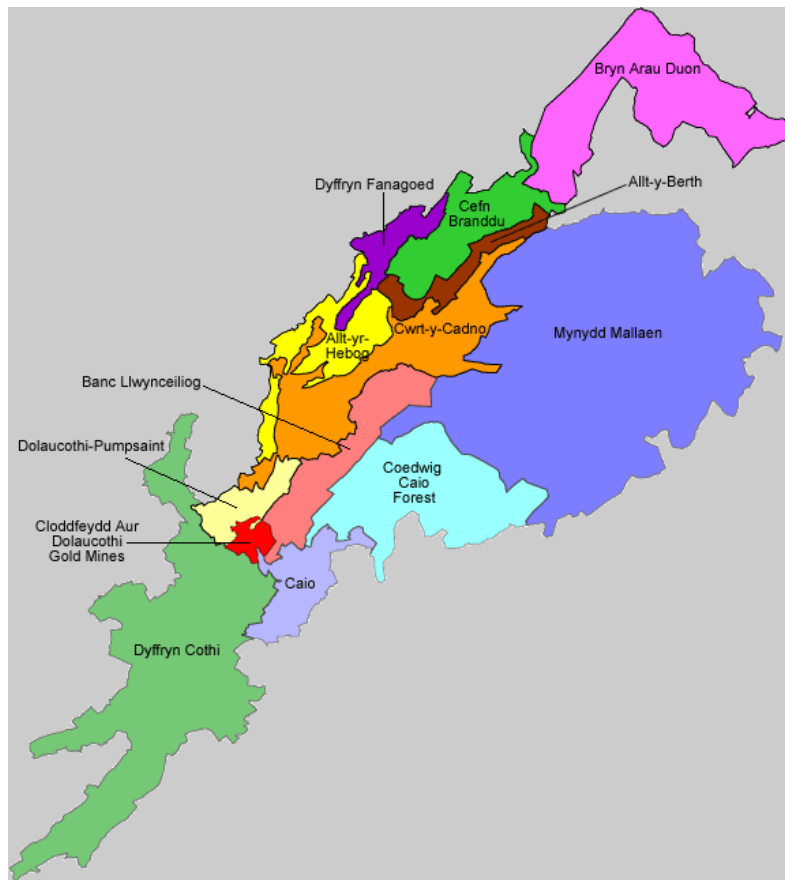 Bryn Arau Duon
Allt-y-Berth
Dyffryn Fanagoed
Cefn
Branddu
Cwrt-y-Cadno
Mynydd Mallaen
Allt-yr-
Hebog
Banc Llwynceiliog
Dolaucothi-Pumpsaint
Coedwig
Caio
Forest
Cloddfeydd Aur
Dolaucothi
Gold Mines
Caio
Dyffryn Cothi